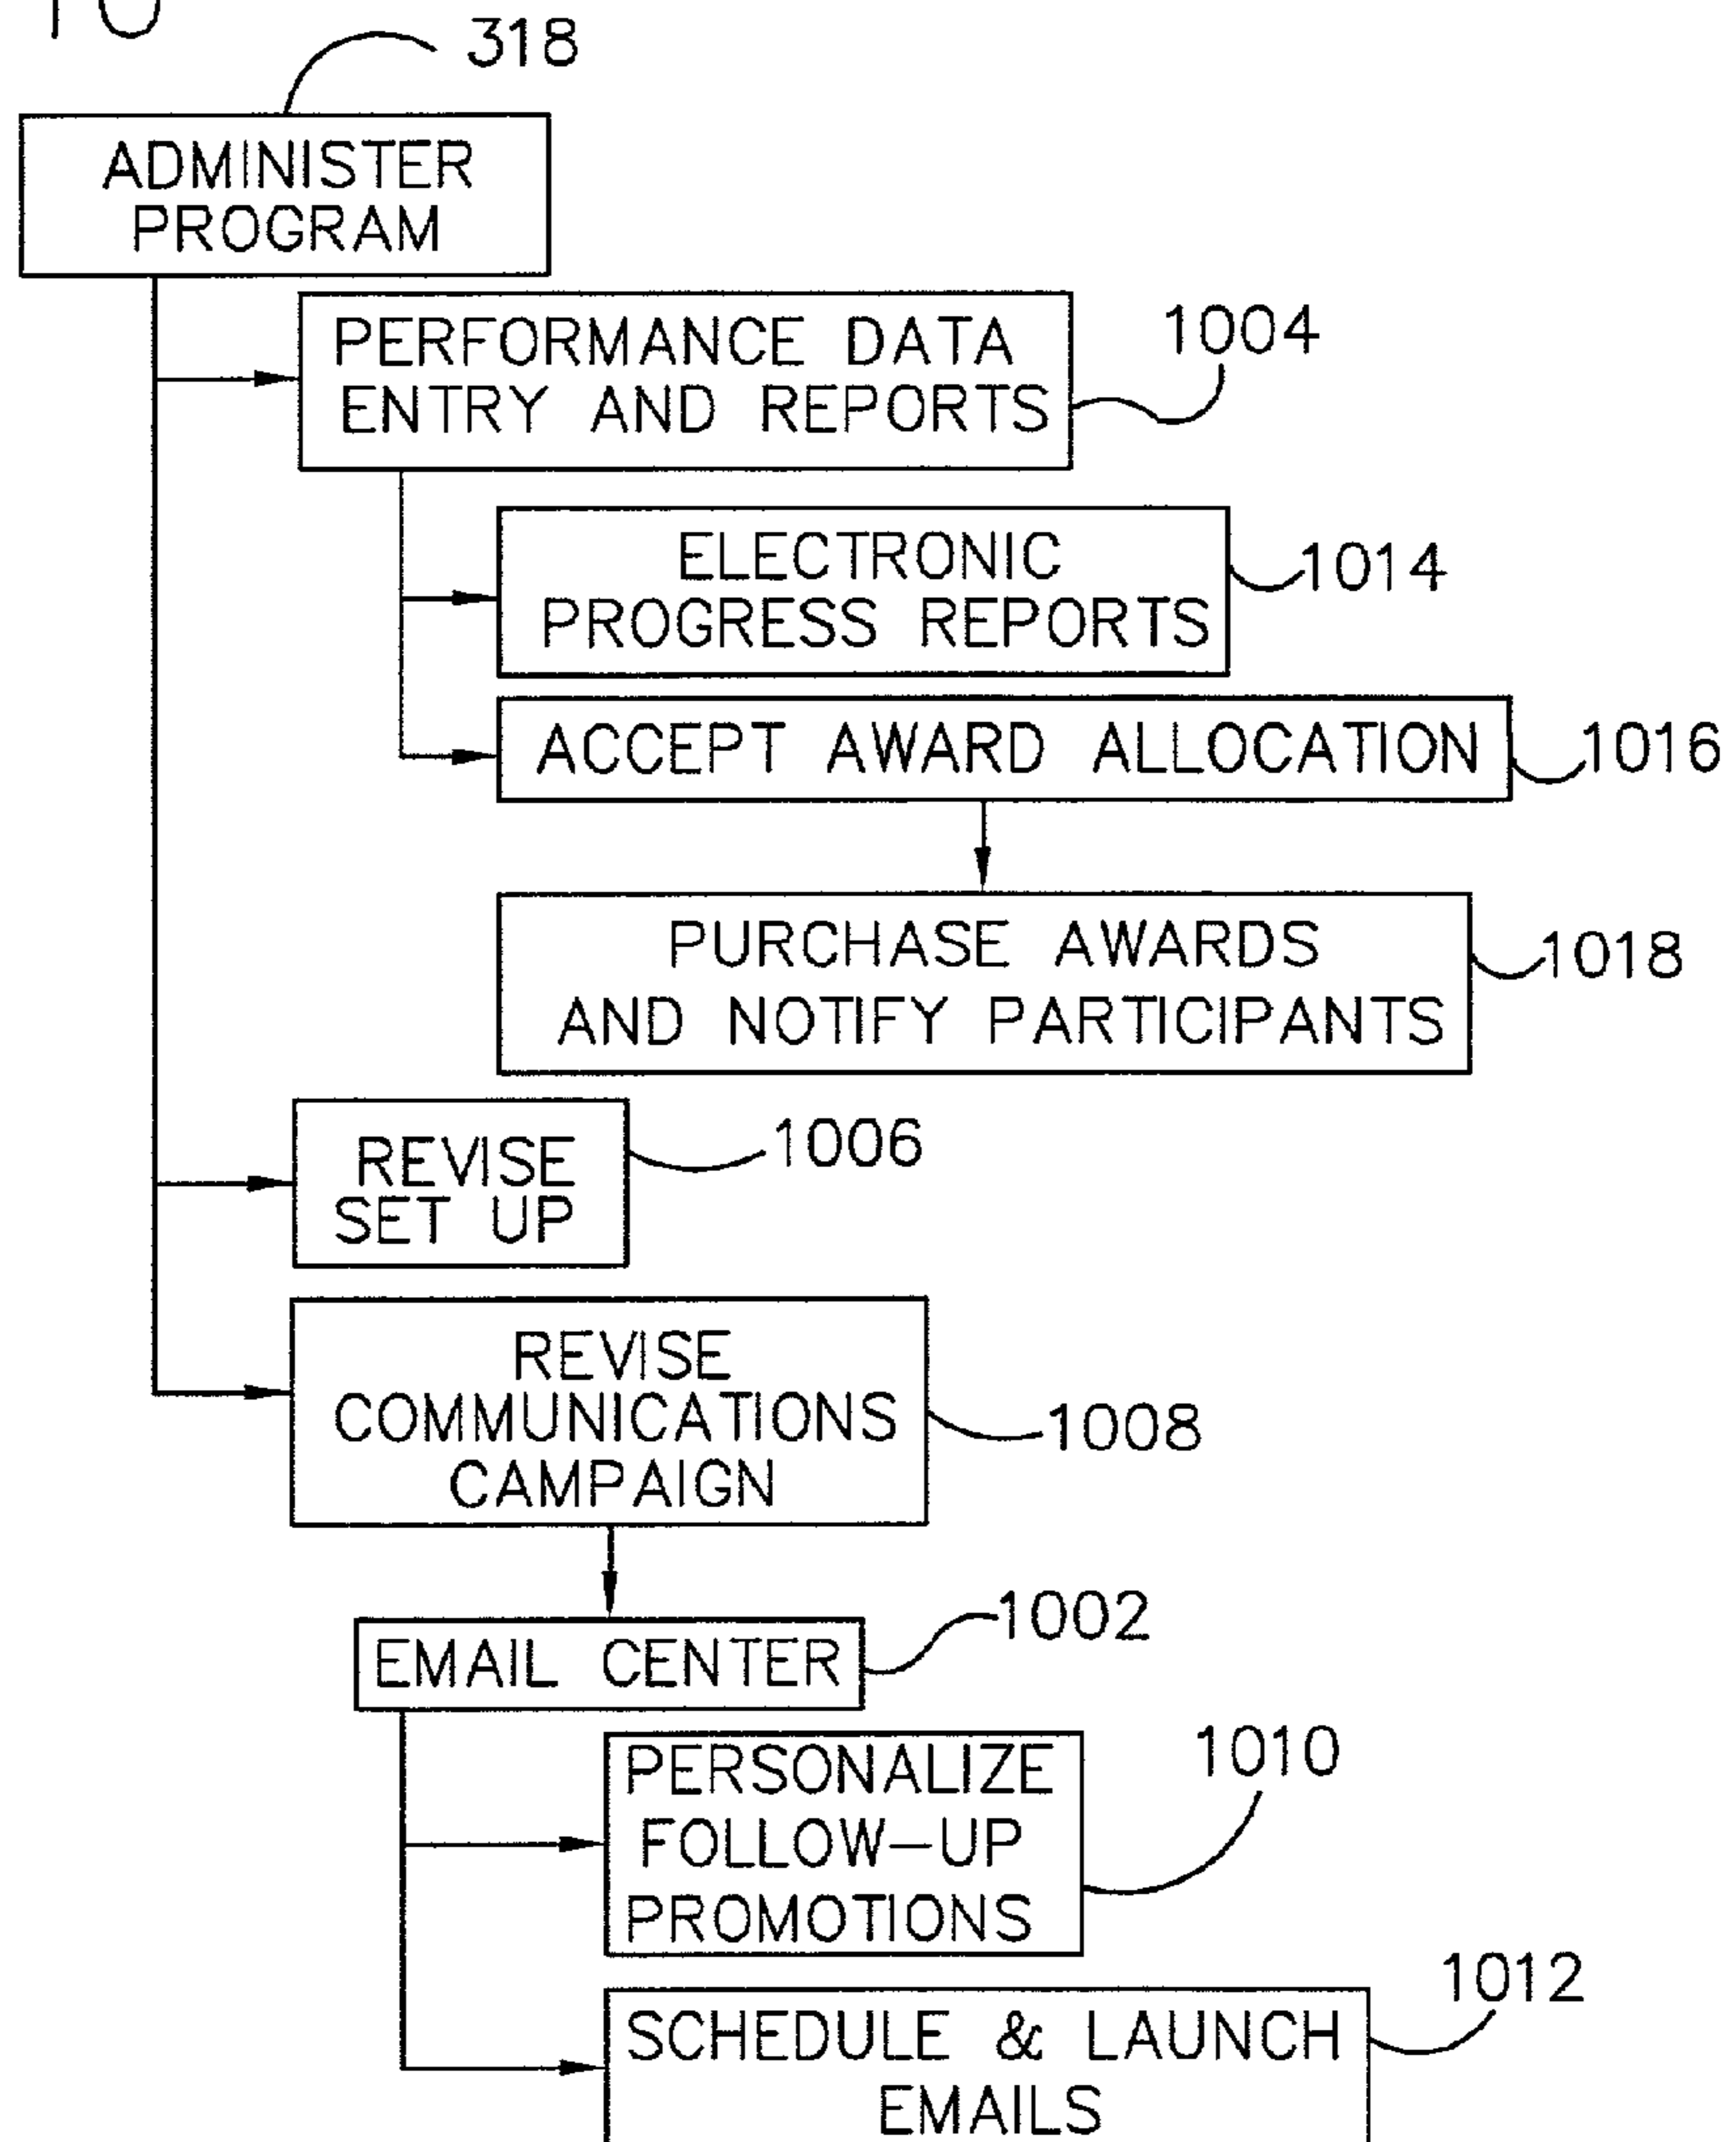 10
318
ADMINISTER
PROGRAM
PERFORMANCE DATA
ENTRY AND REPORTS
1004
ELECTRONIC
PROGRESS REPORTS
1014
ACCEPT AWARD ALLOCATION
1016
PURCHASE AWARDS
AND NOTIFY PARTICIPANTS
1018
REVISE
SET UP
1006
REVISE
COMMUNICATIONS
CAMPAIGN
1008
EMAIL CENTER
1002
PERSONALIZE
FOLLOW-UP
PROMOTIONS
1010
SCHEDULE & LAUNCH
EMAILS
1012